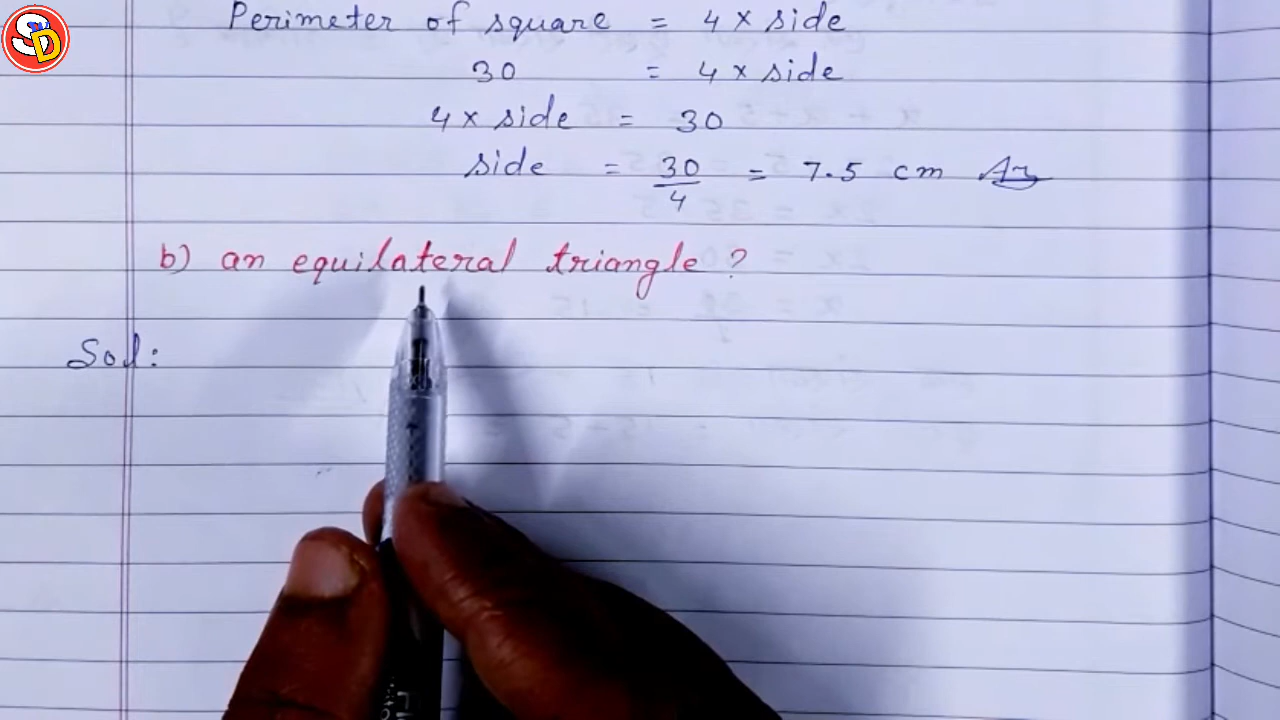 SD
Perimeter of square = 4 x side
30 = 4 x side
4 x side = 30
side = 30/4 = 7.5 cm Ans
b) an equilateral triangle?
Sol: